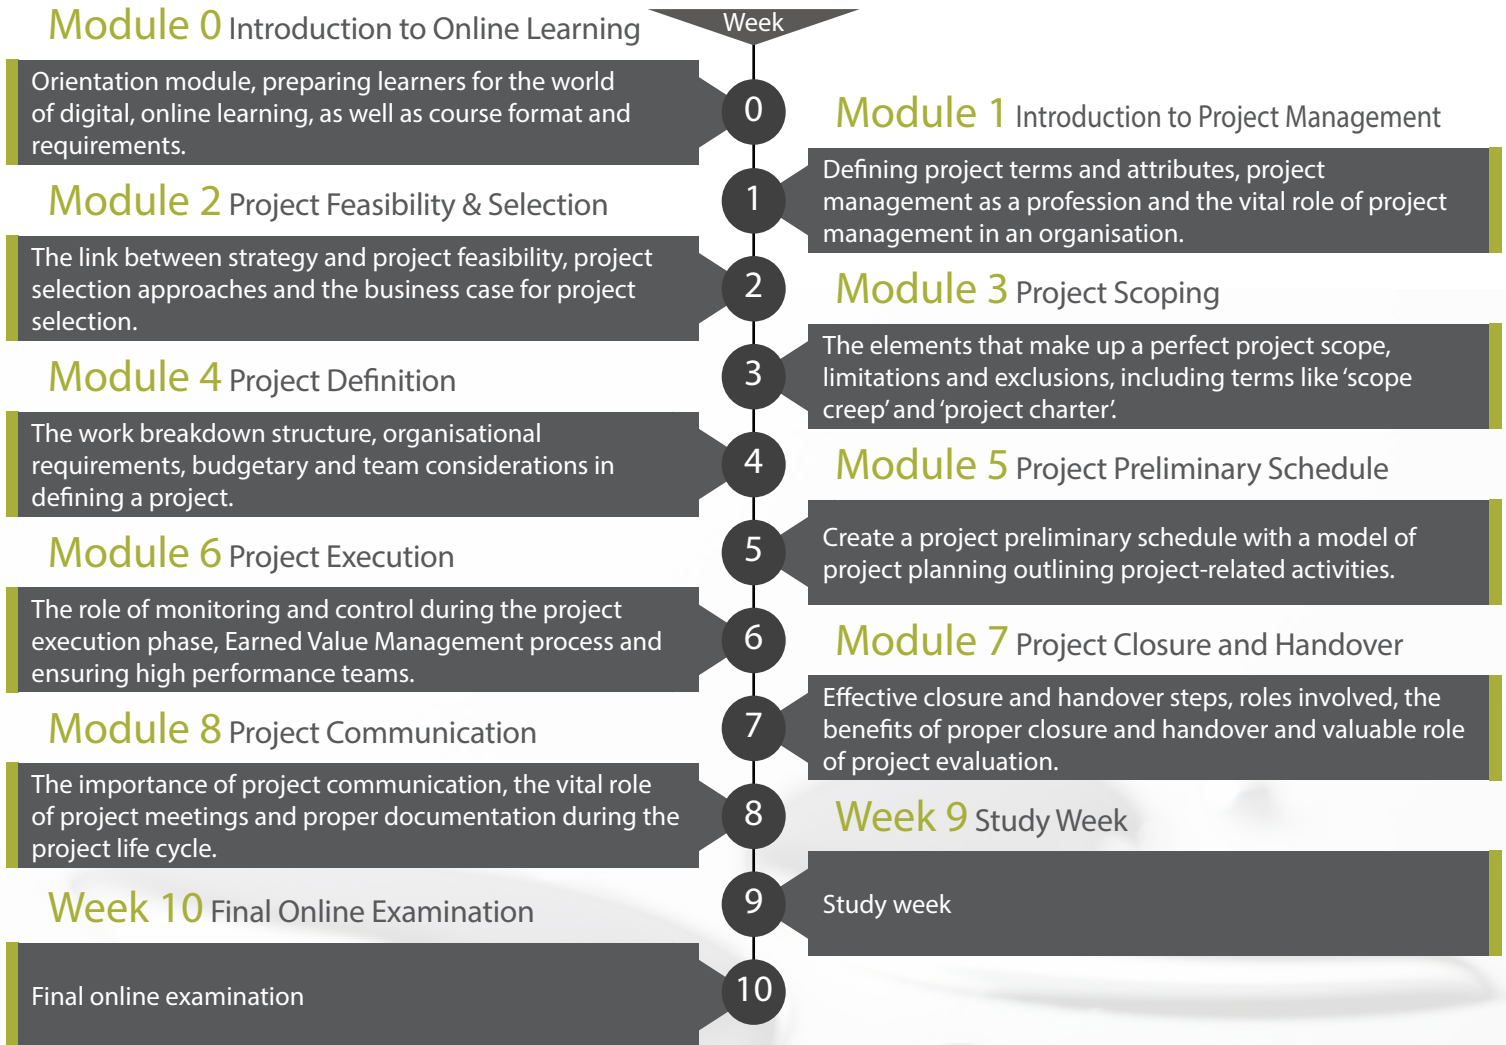 Week
Module 0 Introduction to Online Learning
Orientation module, preparing learners for the world
of digital, online learning, as well as course format and
requirements.
0
Module 1 Introduction to Project Management
Defining project terms and attributes, project
management as a profession and the vital role of project
management in an organisation.
1
Module 2 Project Feasibility & Selection
The link between strategy and project feasibility, project
selection approaches and the business case for project
selection.
2
Module 3 Project Scoping
The elements that make up a perfect project scope,
limitations and exclusions, including terms like ‘scope
creep’ and ‘project charter’.
3
Module 4 Project Definition
The work breakdown structure, organisational
requirements, budgetary and team considerations in
defining a project.
4
Module 5 Project Preliminary Schedule
Create a project preliminary schedule with a model of
project planning outlining project-related activities.
5
Module 6 Project Execution
The role of monitoring and control during the project
execution phase, Earned Value Management process and
ensuring high performance teams.
6
Module 7 Project Closure and Handover
Effective closure and handover steps, roles involved, the
benefits of proper closure and handover and valuable role
of project evaluation.
7
Module 8 Project Communication
The importance of project communication, the vital role
of project meetings and proper documentation during the
project life cycle.
8
Week 9 Study Week
Study week
9
Week 10 Final Online Examination
Final online examination
10